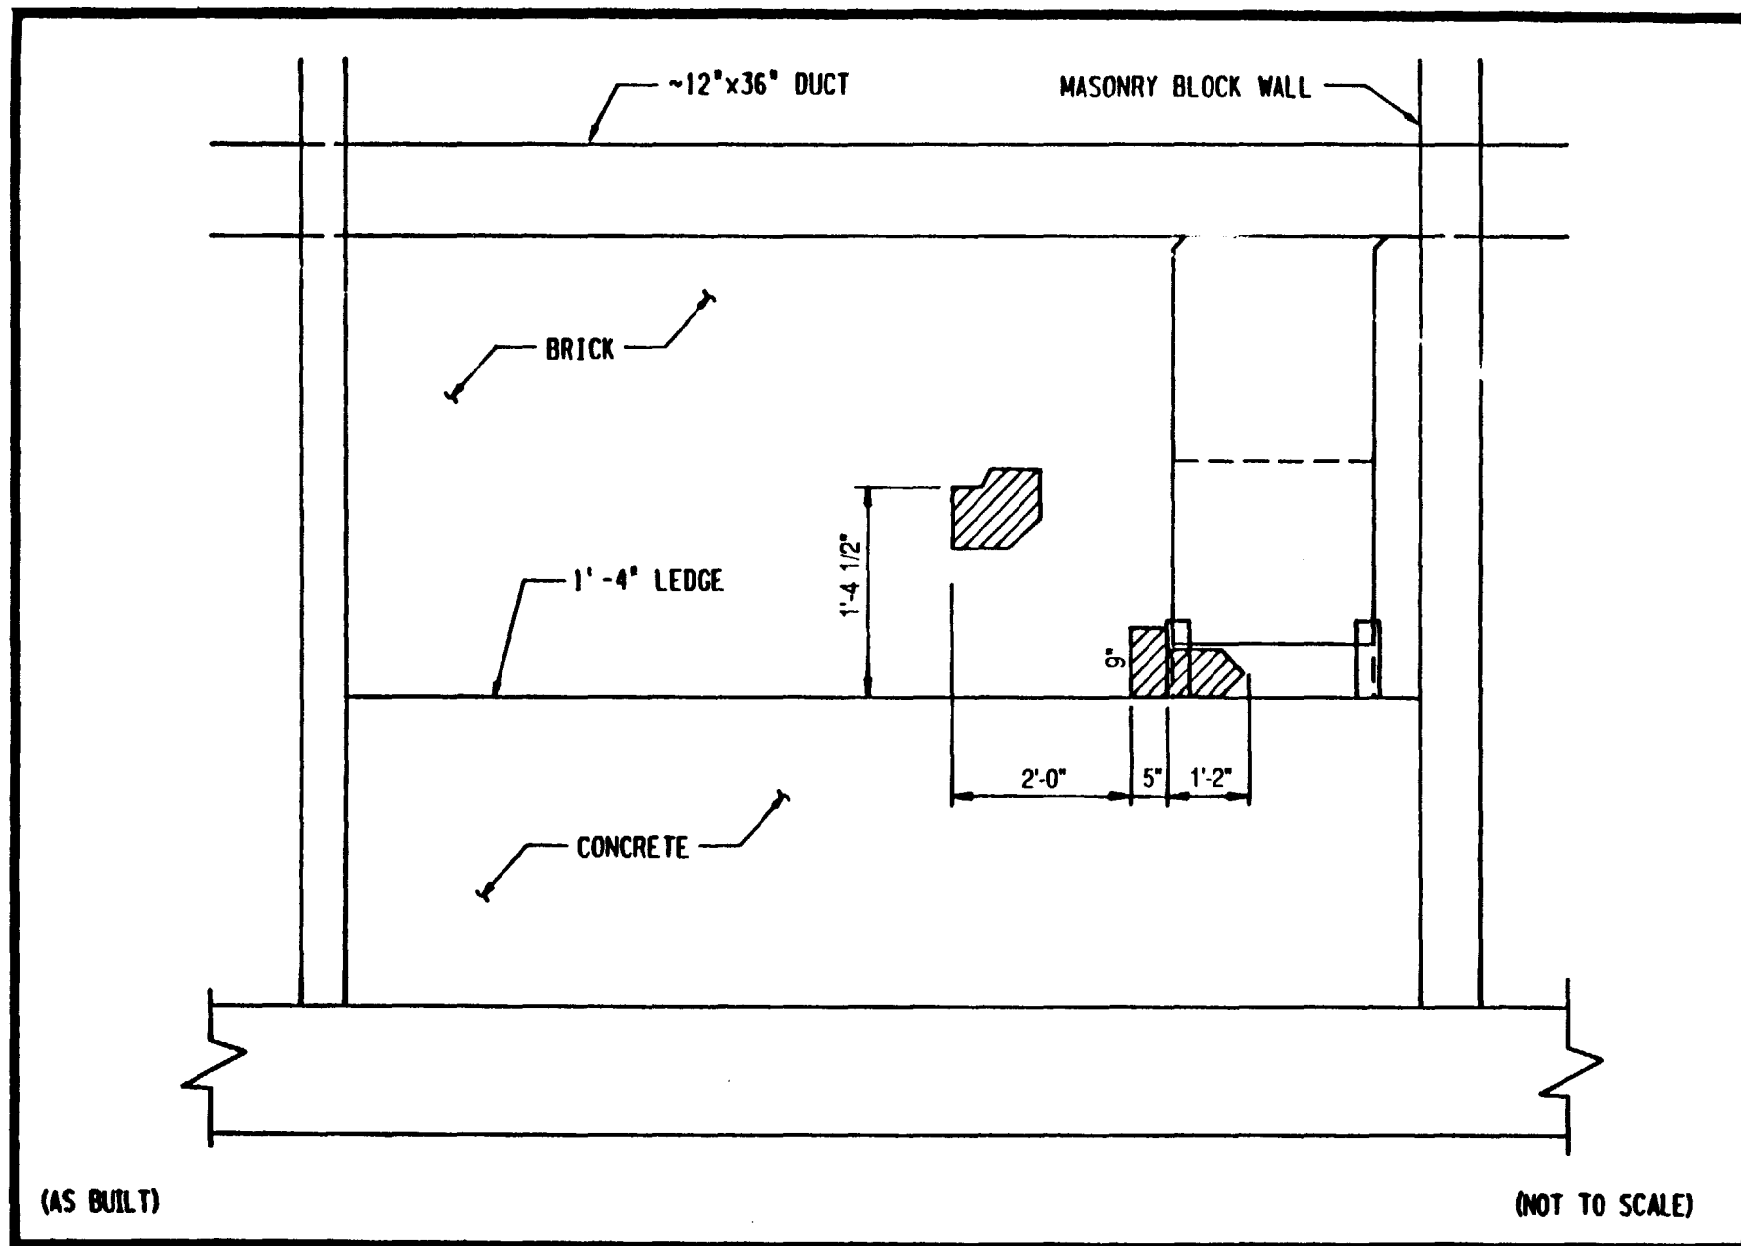 ~12"x36" DUCT
MASONRY BLOCK WALL
BRICK
1'-4" LEDGE
1'-4 1/2"
9"
2'-0"
5"
1'-2"
CONCRETE
(AS BUILT)
(NOT TO SCALE)